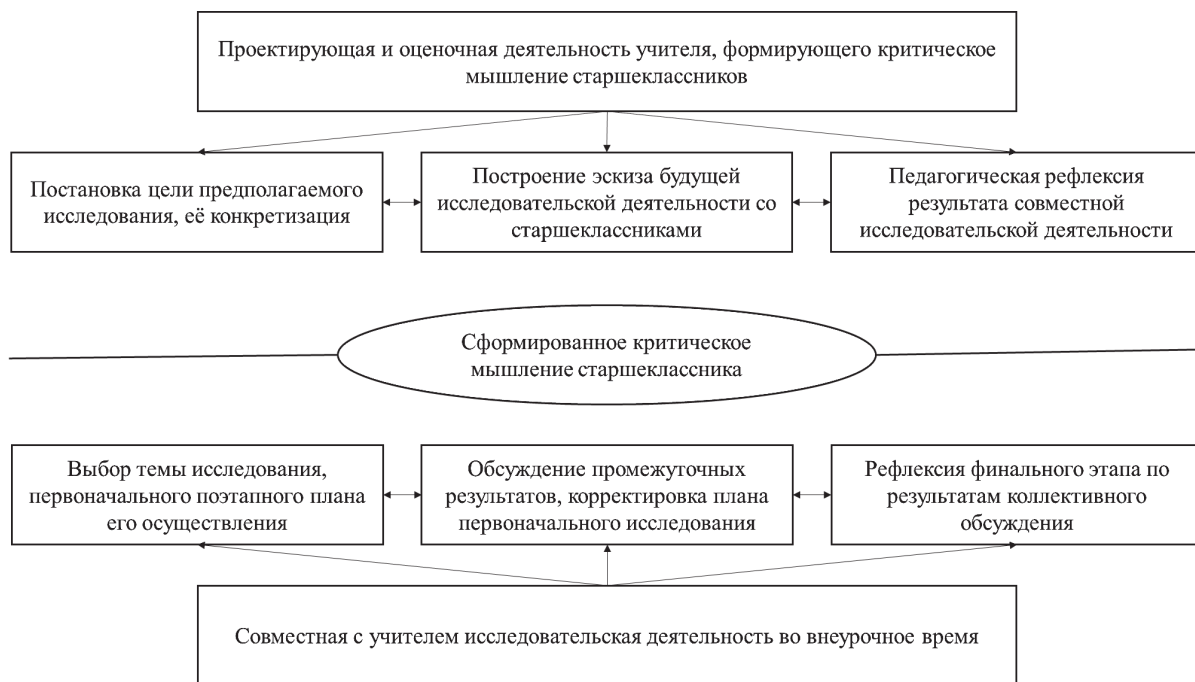 Проектирующая и оценочная деятельность учителя, формирующего критическое
мышление старшеклассников
Постановка цели предполагаемого
исследования, её конкретизация
Построение эскиза будущей
исследовательской деятельности со
старшеклассниками
Педагогическая рефлексия
результата совместной
исследовательской деятельности
Сформированное критическое
мышление старшеклассника
Выбор темы исследования,
первоначального поэтапного плана
его осуществления
Обсуждение промежуточных
результатов, корректировка плана
первоначального исследования
Рефлексия финального этапа по
результатам коллективного
обсуждения
Совместная с учителем исследовательская деятельность во внеурочное время